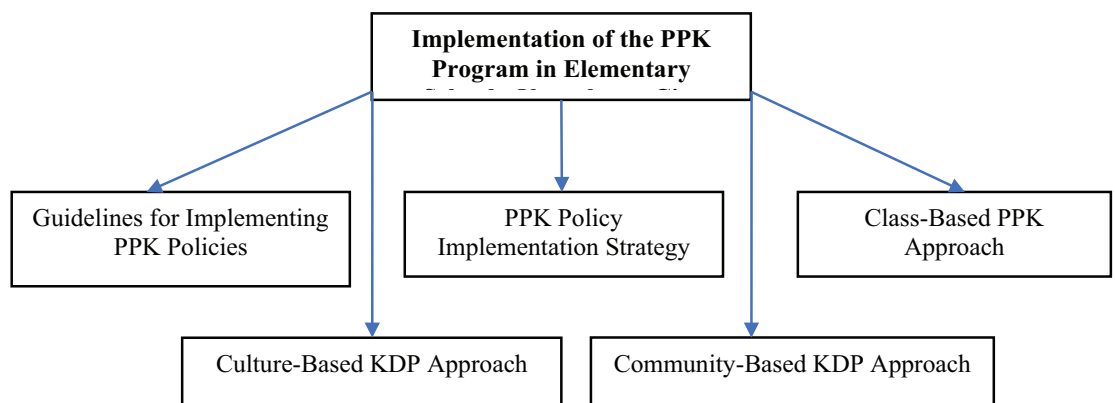 Implementation of the PPK
Program in Elementary
Guidelines for Implementing
PPK Policies
PPK Policy
Implementation Strategy
Class-Based PPK
Approach
Culture-Based KDP Approach
Community-Based KDP Approach